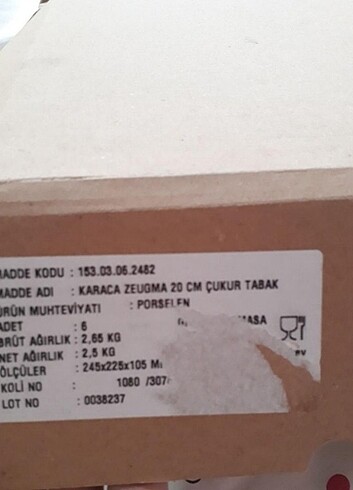 MADDE KODU : 153.03.06.2482
MADDE ADI : KARACA ZEUGMA 20 CM ÇUKUR TABAK
ÜRÜN MUHTEVİYATI : PORSELEN
ADET : 6
BRÜT AĞIRLIK : 2,65 KG
NET AĞIRLIK : 2,5 KG
ÖLÇÜLER : 245x225x105 M
KOLİ NO 1080 /307
LOT NO : 0038237